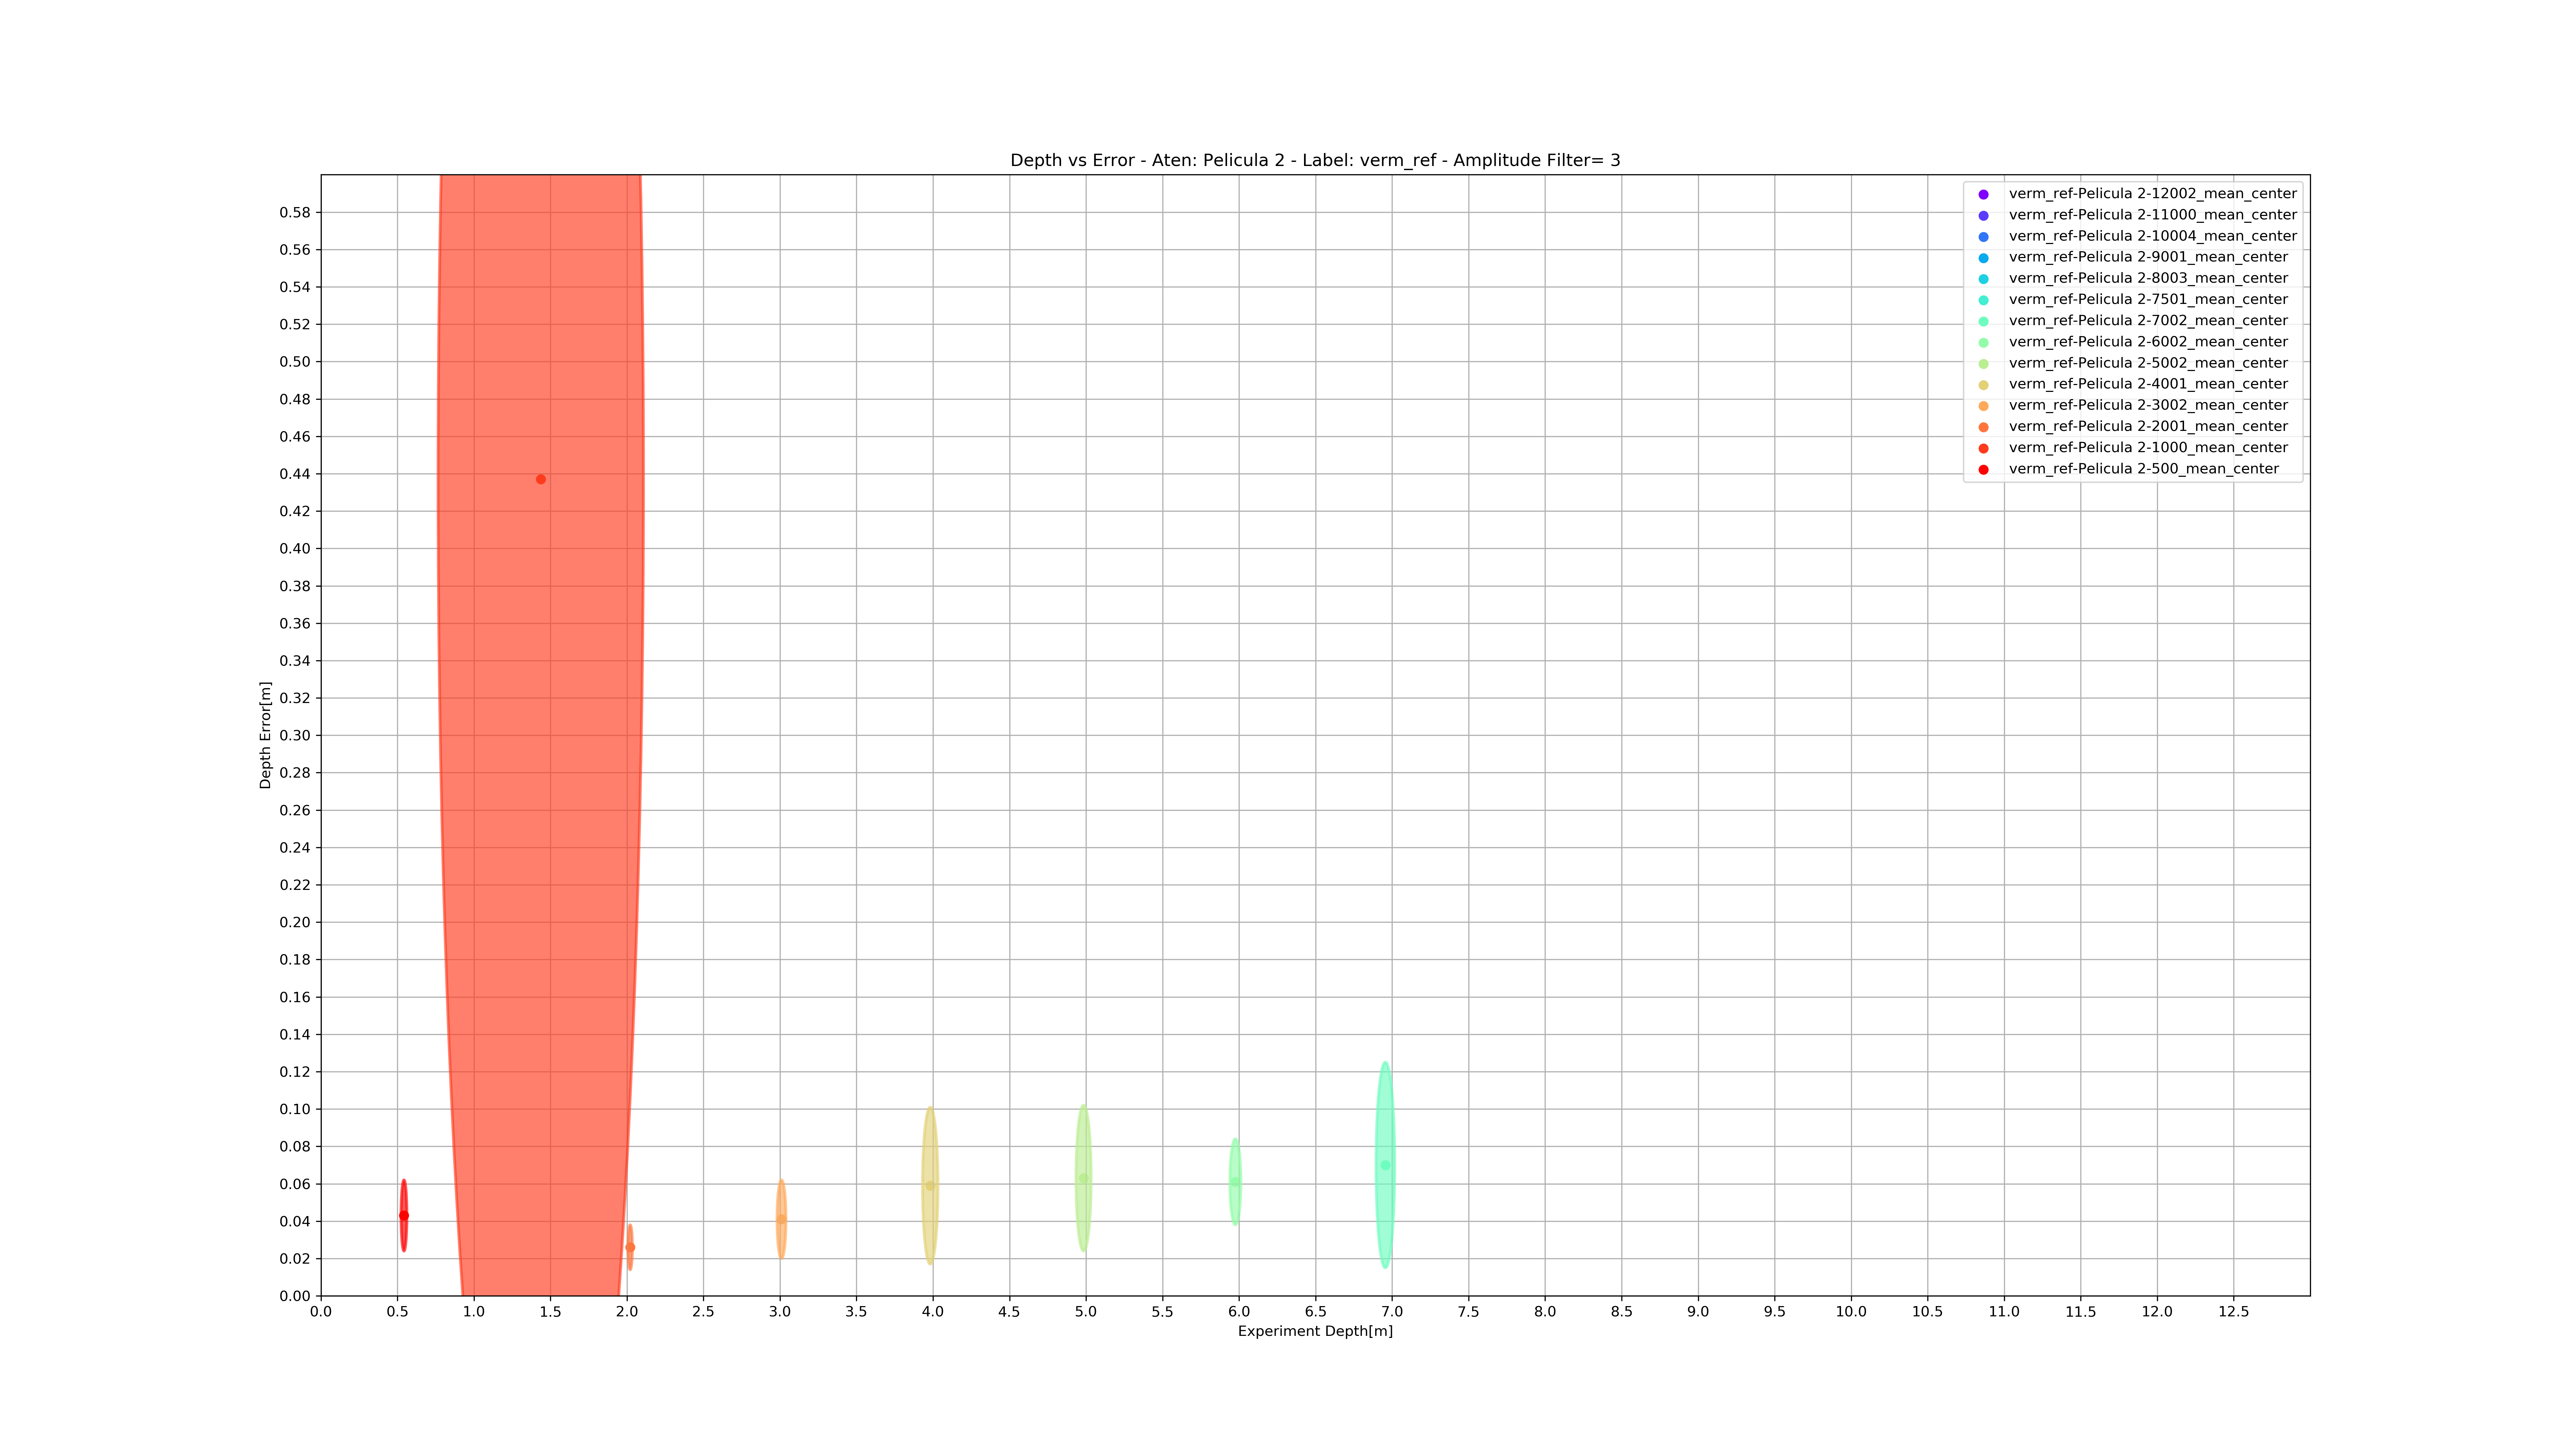 Depth vs Error - Aten: Pelicula 2 - Label: verm_ref - Amplitude Filter= 3
verm_ref-Pelicula 2-12002_mean_center
verm_ref-Pelicula 2-11000_mean_center
verm_ref-Pelicula 2-10004_mean_center
verm_ref-Pelicula 2-9001_mean_center
verm_ref-Pelicula 2-8003_mean_center
verm_ref-Pelicula 2-7501_mean_center
verm_ref-Pelicula 2-7002_mean_center
verm_ref-Pelicula 2-6002_mean_center
verm_ref-Pelicula 2-5002_mean_center
verm_ref-Pelicula 2-4001_mean_center
verm_ref-Pelicula 2-3002_mean_center
verm_ref-Pelicula 2-2001_mean_center
verm_ref-Pelicula 2-1000_mean_center
verm_ref-Pelicula 2-500_mean_center
Depth Error[m]
0.58
0.56
0.54
0.52
0.50
0.48
0.46
0.44
0.42
0.40
0.38
0.36
0.34
0.32
0.30
0.28
0.26
0.24
0.22
0.20
0.18
0.16
0.14
0.12
0.10
0.08
0.06
0.04
0.02
0.00
0.0 0.5 1.0 1.5 2.0 2.5 3.0 3.5 4.0 4.5 5.0 5.5 6.0 6.5 7.0 7.5 8.0 8.5 9.0 9.5 10.0 10.5 11.0 11.5 12.0 12.5
Experiment Depth[m]